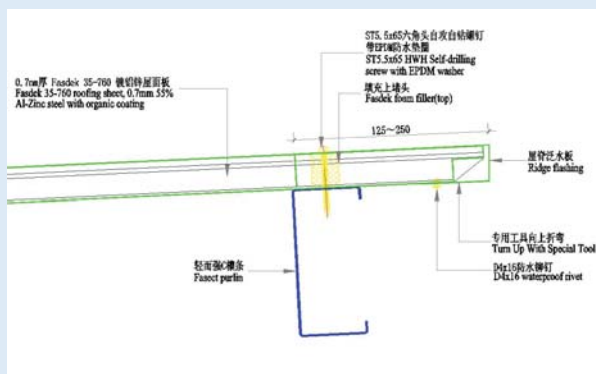 ST5.5x65六角头自攻自钻螺钉
带EPDM防水垫圈
ST5.5x65 HWH Self-drilling
screw with EPDM washer
0.7mm厚 Fasdek 35-760 镀铝锌屋面板
Fasdek 35-760 roofing sheet, 0.7mm 55%
Al-Zinc steel with organic coating
填充上堵头
Fasdek foam filler(top)
125~250
屋脊泛水板
Ridge flashing
专用工具向上折弯
Turn Up With Special Tool
D4x16防水铆钉
D4x16 waterproof rivet
轻而强C檩条
Fasect purlin